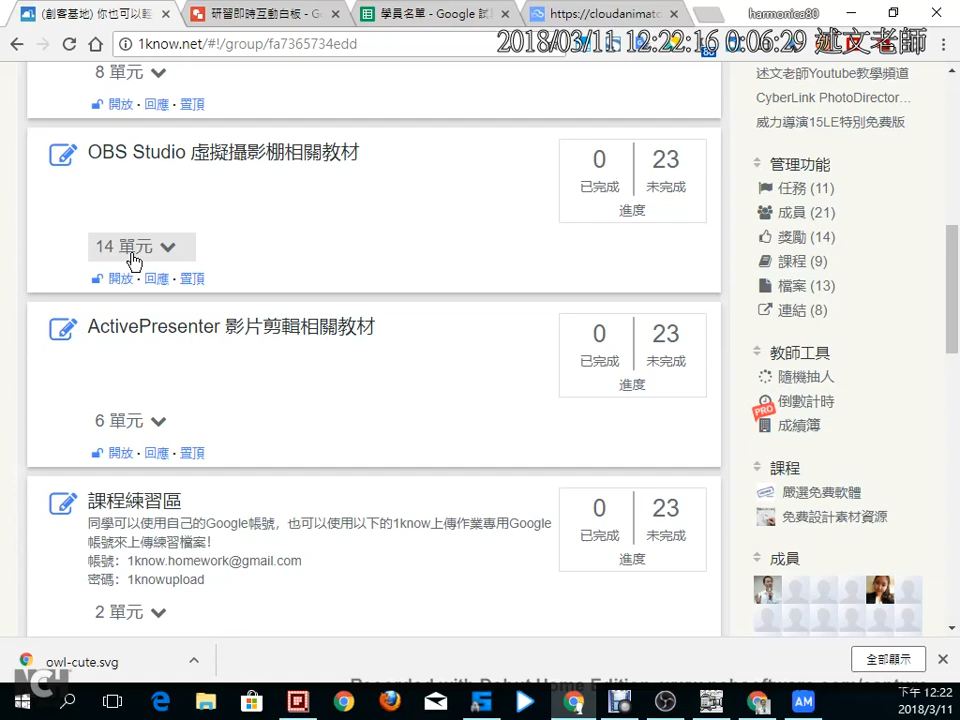 (創客基地) 你也可以輕
研習即時互動白板 - G
學員名單 - Google 試
https://cloudanimato
harmonica80
1know.net/#!/group/fa7365734edd
2018/03/11 12:22:16 0:06:29 述文老師
8 單元
開放・回應・置頂
OBS Studio 虛擬攝影棚相關教材
0
23
已完成
未完成
進度
14 單元
開放・回應・置頂
ActivePresenter 影片剪輯相關教材
0
23
已完成
未完成
進度
6 單元
開放・回應・置頂
課程練習區
同學可以使用自己的Google帳號，也可以使用以下的1know上傳作業專用Google
帳號來上傳練習檔案!
帳號：1know.homework@gmail.com
密碼：1knowupload
0
23
已完成
未完成
進度
2 單元
述文老師Youtube教學頻道
CyberLink PhotoDirector...
威力導演15LE特別免費版
管理功能
任務 (11)
成員 (21)
獎勵 (14)
課程 (9)
檔案 (13)
連結 (8)
教師工具
隨機抽人
倒數計時
PRO
成績簿
課程
嚴選免費軟體
免費設計素材資源
成員
owl-cute.svg
全部顯示
NCH
AM
下午 12:22
2018/3/11